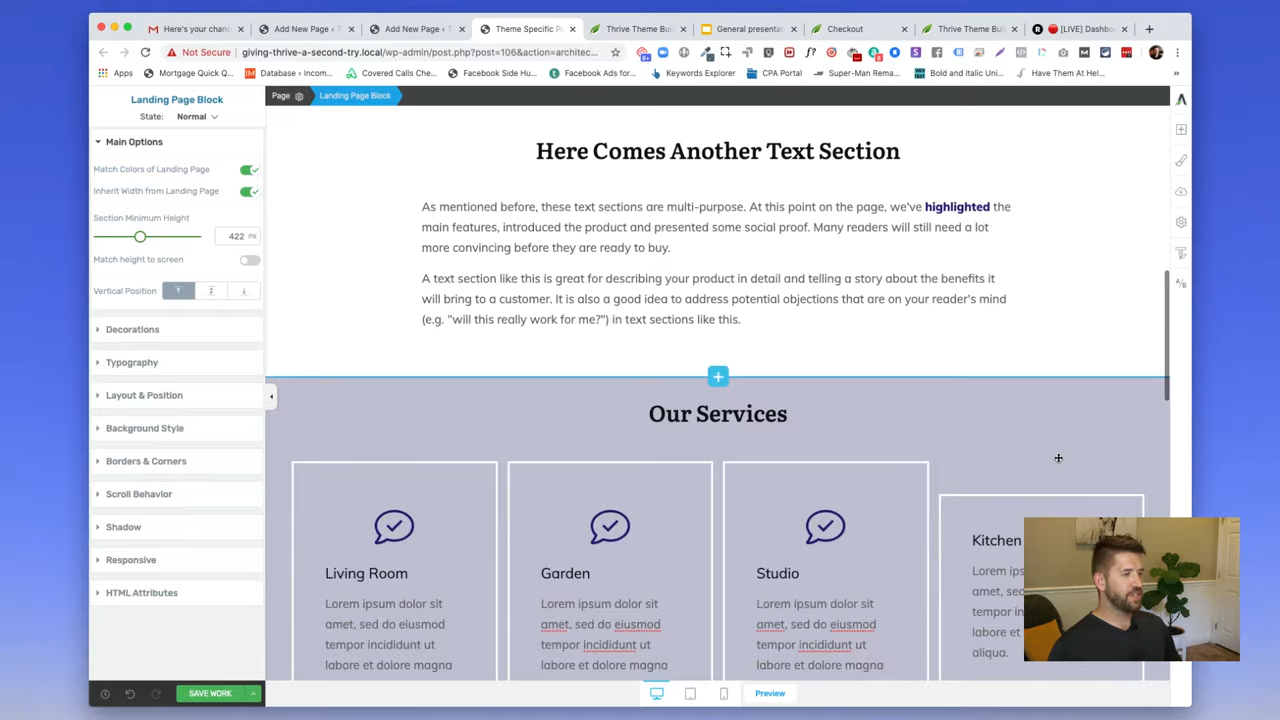 Here's your chanc
Add New Page ‹ T
Add New Page ‹ T
Theme Specific P
Thrive Theme Buil
General presentat
Checkout
Thrive Theme Buil
[LIVE] Dashbo
Not Secure
giving-thrive-a-second-try.local/wp-admin/post.php?post=106&action=architec...
Apps
Mortgage Quick Q...
Database ‹ Incom...
Covered Calls Che...
Facebook Side Hu...
Facebook Ads for...
Keywords Explorer
CPA Portal
Super-Man Rema...
Bold and Italic Uni...
Have Them At Hel...
»
Landing Page Block
State: Normal
Main Options
Match Colors of Landing Page
Inherit Width from Landing Page
Section Minimum Height
422 PX
Match height to screen
Vertical Position
Decorations
Typography
Layout & Position
Background Style
Borders & Corners
Scroll Behavior
Shadow
Responsive
HTML Attributes
SAVE WORK
Page
Landing Page Block
Here Comes Another Text Section
As mentioned before, these text sections are multi-purpose. At this point on the page, we've highlighted the
main features, introduced the product and presented some social proof. Many readers will still need a lot
more convincing before they are ready to buy.
A text section like this is great for describing your product in detail and telling a story about the benefits it
will bring to a customer. It is also a good idea to address potential objections that are on your reader's mind
(e.g. "will this really work for me?") in text sections like this.
Our Services
Living Room
Lorem ipsum dolor sit
amet, sed do eiusmod
tempor incididunt ut
labore et dolore magna
Garden
Lorem ipsum dolor sit
amet, sed do eiusmod
tempor incididunt ut
labore et dolore magna
Studio
Lorem ipsum dolor sit
amet, sed do eiusmod
tempor incididunt ut
labore et dolore magna
Kitchen
Lorem ips
amet, sed
tempor in
labore et
aliqua.
Preview